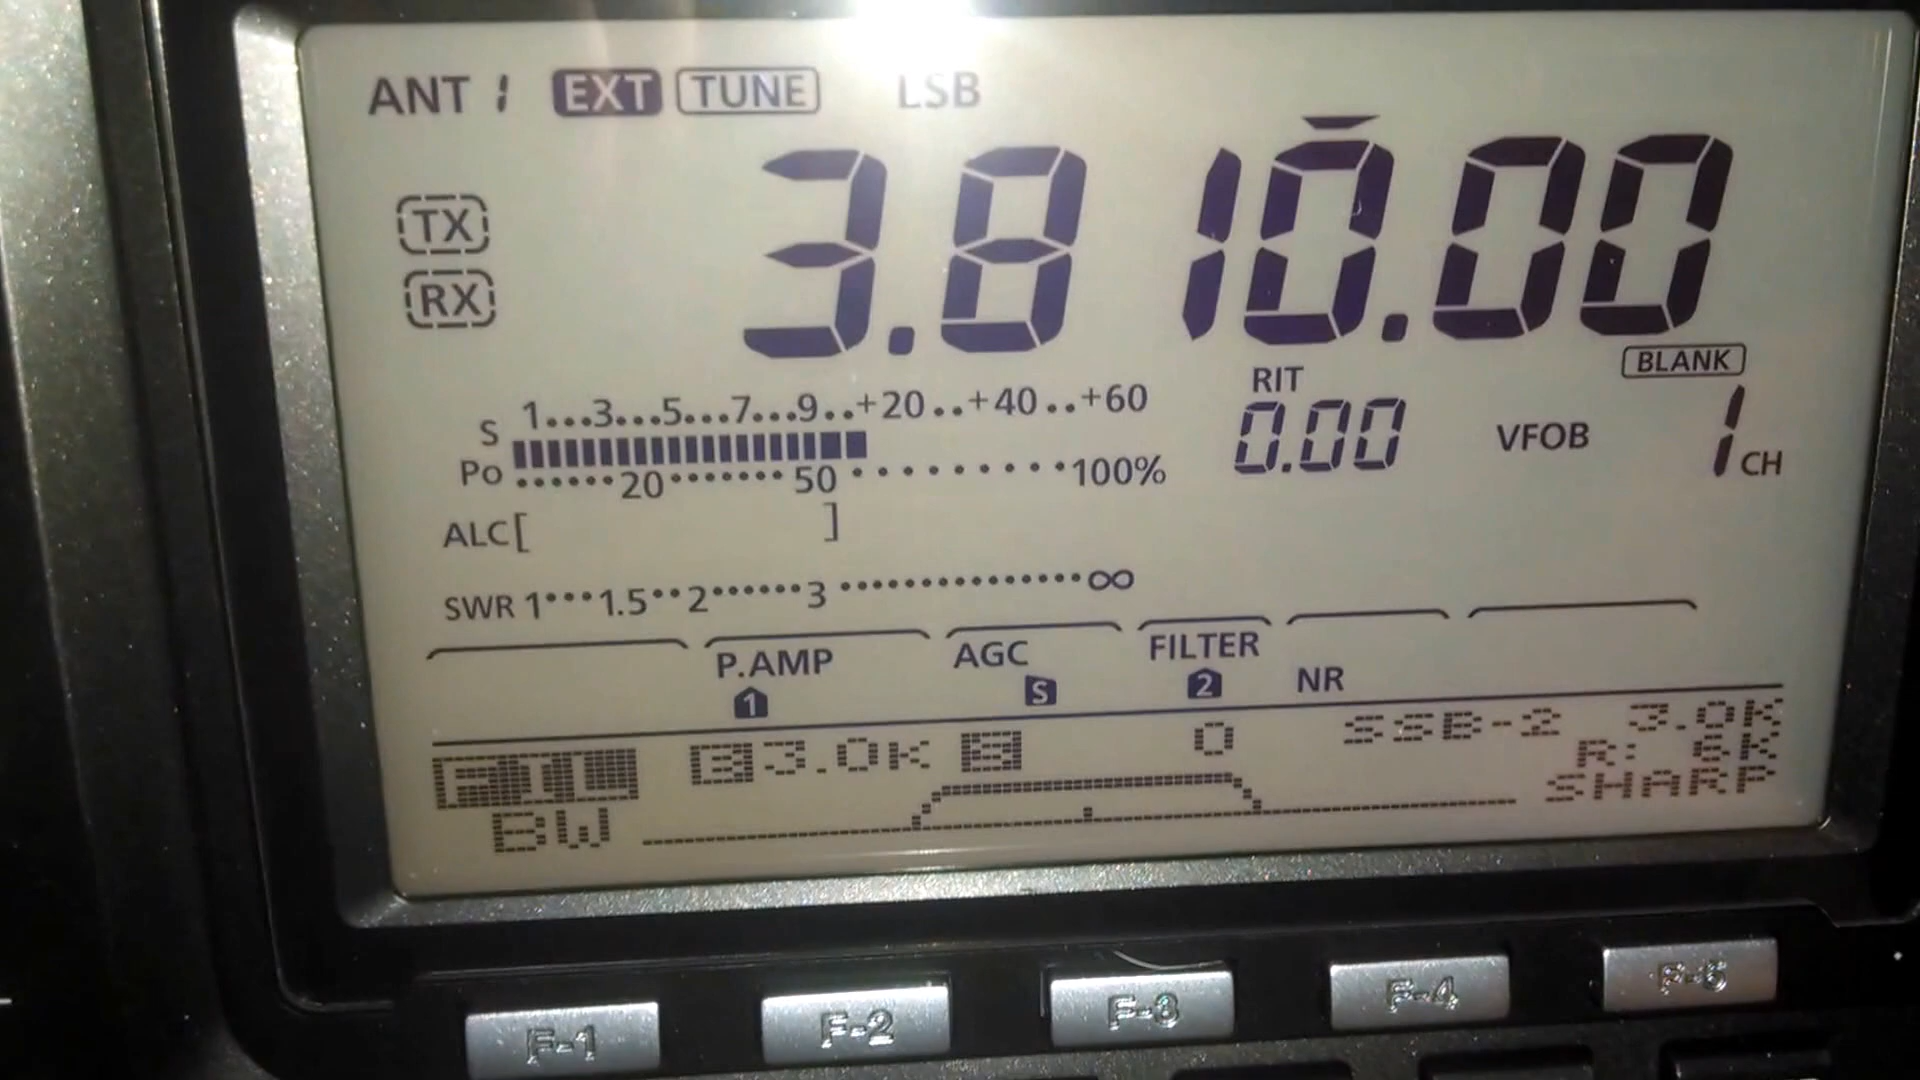 ANT 1 EXT TUNE LSB
TX
RX
3.810.00
BLANK
S 1...3...5...7...9..+20..+40..+60
Po ......20.......50..........100%
RIT
0.00
VFOB
1 CH
ALC[ ]
SWR 1•••1.5••2••••••3•••••••••••••••∞
P.AMP AGC FILTER
1 S 2 NR
3.0K 0 SSB-2 3.0K
BW R: 6K
SHARP
F-1 F-2 F-3 F-4 F-5